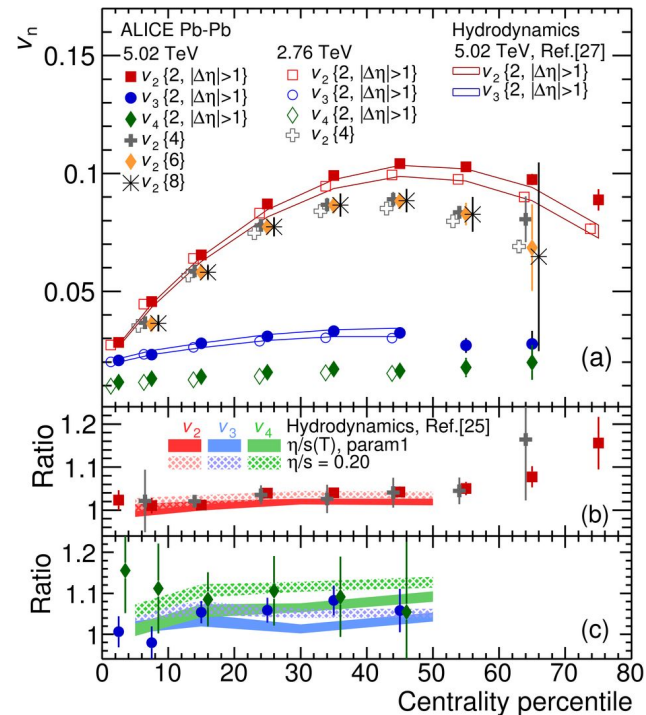 vn
0.15
0.1
0.05
ALICE Pb-Pb
5.02 TeV
v2{2, |Δη|>1}
v3{2, |Δη|>1}
v4{2, |Δη|>1}
v2{4}
v2{6}
v2{8}
2.76 TeV
v2{2, |Δη|>1}
v3{2, |Δη|>1}
v4{2, |Δη|>1}
v2{4}
Hydrodynamics
5.02 TeV, Ref.[27]
v2{2, |Δη|>1}
v3{2, |Δη|>1}
(a)
Ratio
1.2
1.1
1
v2 v3 v4 Hydrodynamics, Ref.[25]
η/s(T), param1
η/s = 0.20
(b)
Ratio
1.2
1.1
1
(c)
0 10 20 30 40 50 60 70 80
Centrality percentile